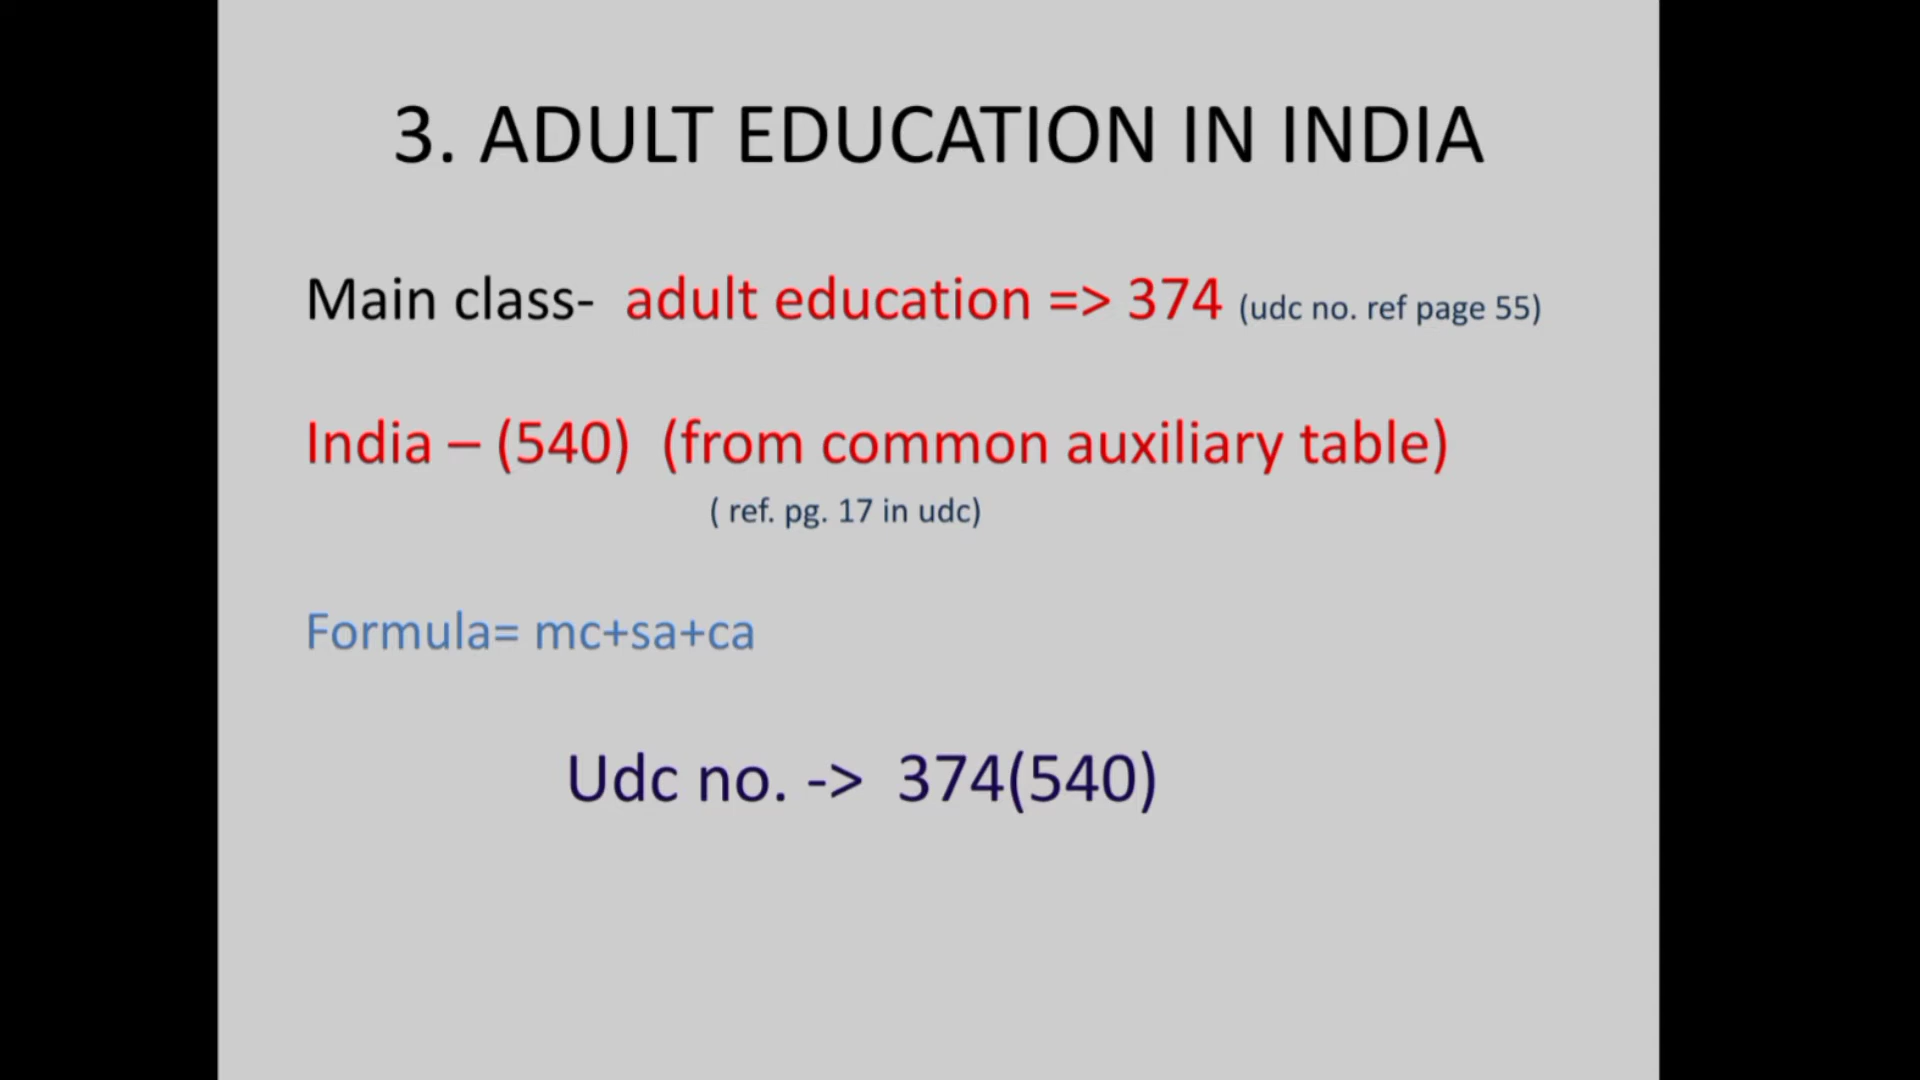 3. ADULT EDUCATION IN INDIA
Main class- adult education => 374 (udc no. ref page 55)
India – (540) (from common auxiliary table)
( ref. pg. 17 in udc)
Formula= mc+sa+ca
Udc no. -> 374(540)